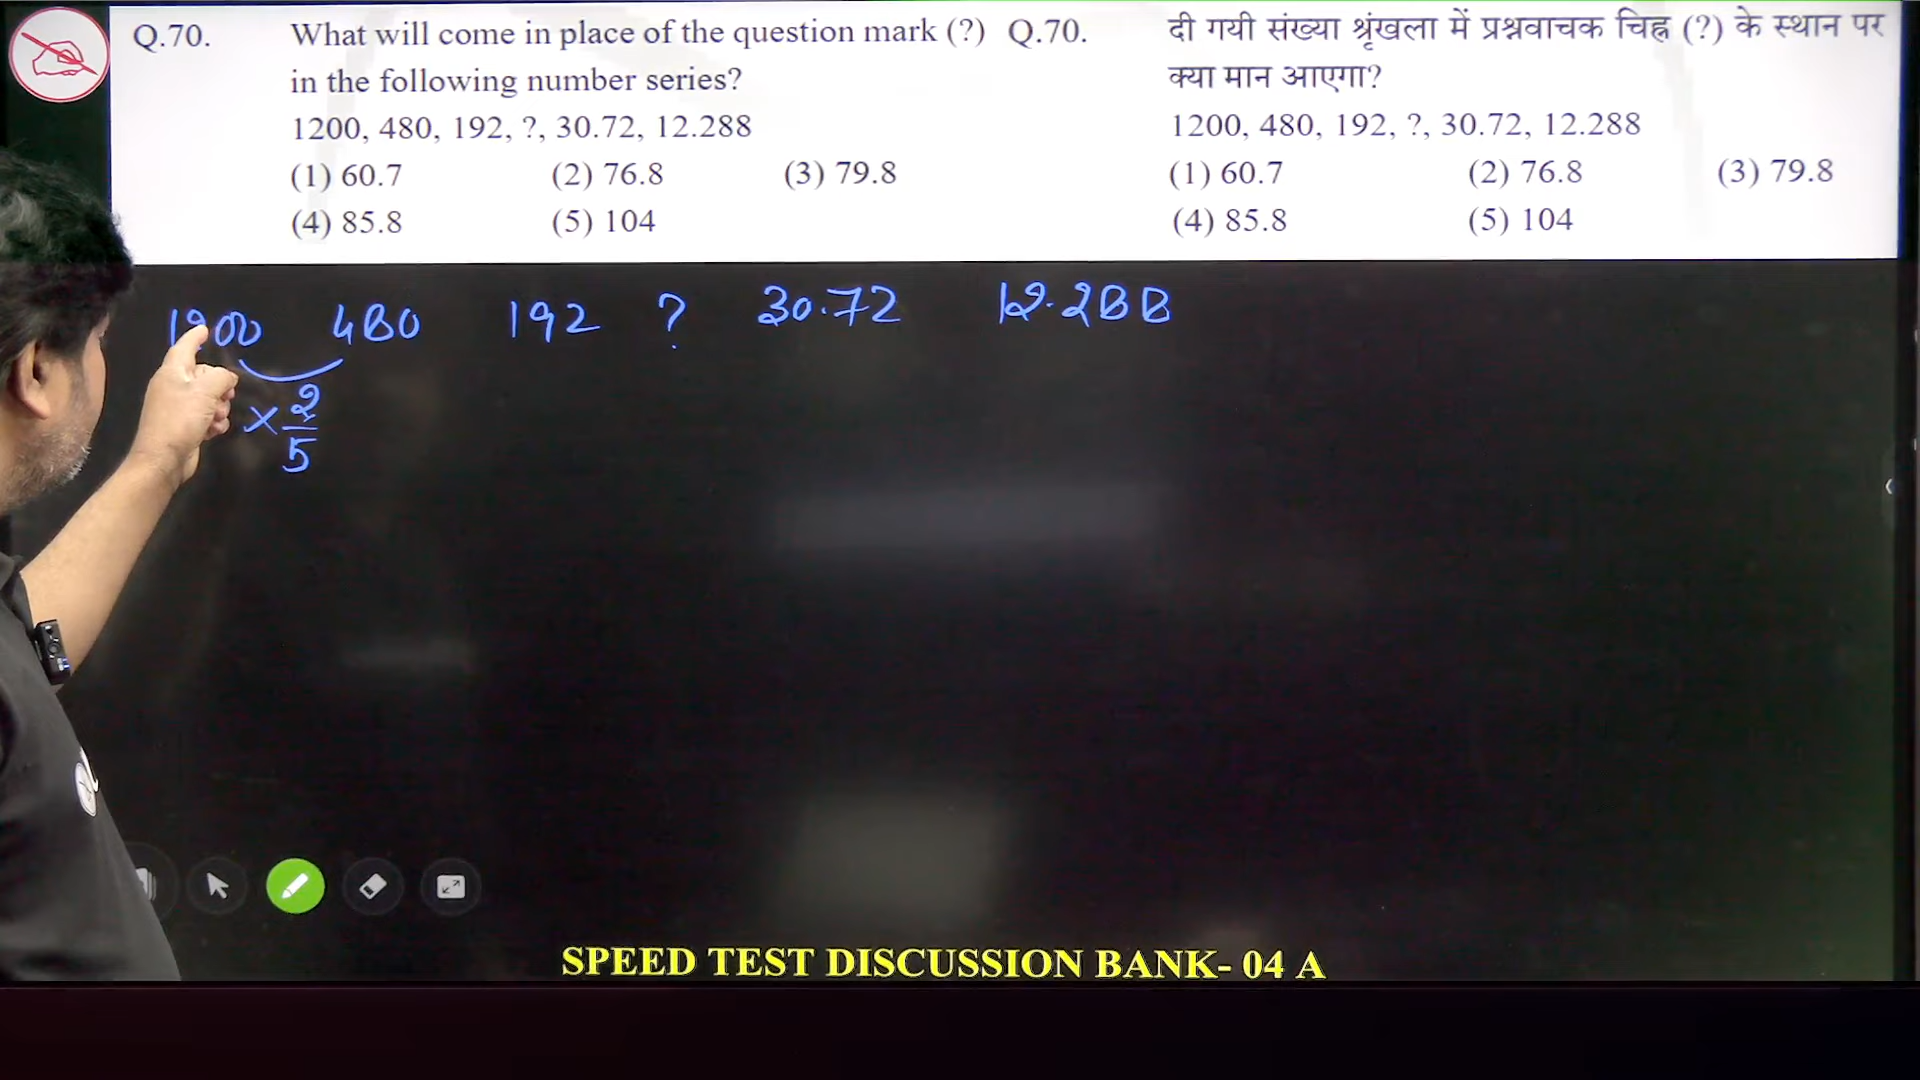 Q.70. What will come in place of the question mark (?)
in the following number series?
1200, 480, 192, ?, 30.72, 12.288
(1) 60.7 (2) 76.8 (3) 79.8
(4) 85.8 (5) 104
Q.70. दी गयी संख्या श्रृंखला में प्रश्नवाचक चिह्न (?) के स्थान पर
क्या मान आएगा?
1200, 480, 192, ?, 30.72, 12.288
(1) 60.7 (2) 76.8 (3) 79.8
(4) 85.8 (5) 104
1200 480 192 ? 30.72 12.288
× 2/5
SPEED TEST DISCUSSION BANK- 04 A